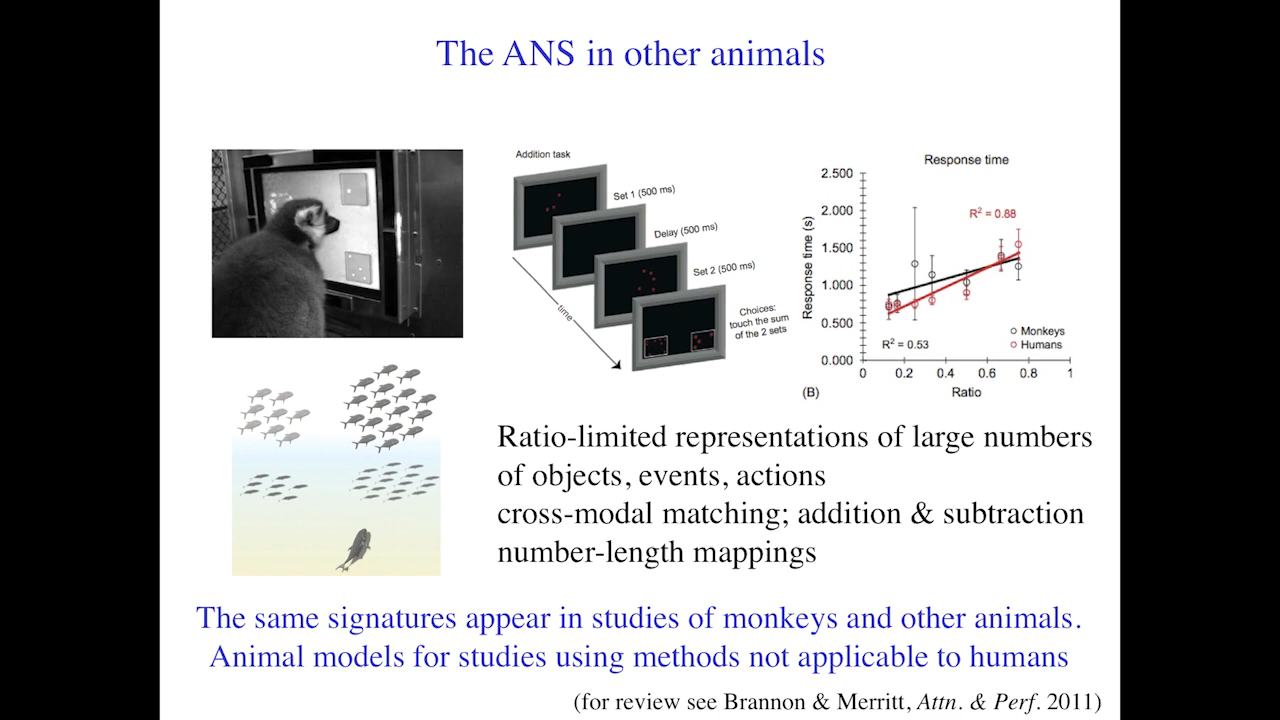 The ANS in other animals
Addition task
Set 1 (500 ms)
Delay (500 ms)
Set 2 (500 ms)
Choices:
touch the sum
of the 2 sets
time
Response time
Response time (s)
2.500
2.000
1.500
1.000
0.500
0.000
R² = 0.88
R² = 0.53
Monkeys
Humans
0 0.2 0.4 0.6 0.8 1
(B)
Ratio
Ratio-limited representations of large numbers
of objects, events, actions
cross-modal matching; addition & subtraction
number-length mappings
The same signatures appear in studies of monkeys and other animals.
Animal models for studies using methods not applicable to humans
(for review see Brannon & Merritt, Attn. & Perf. 2011)